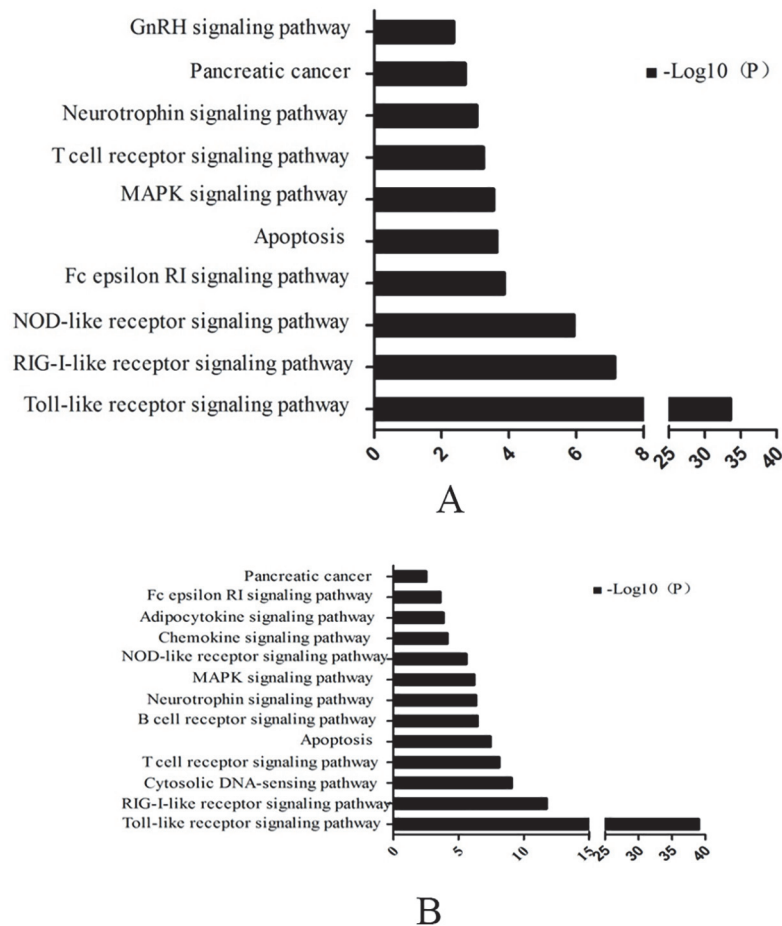 GnRH signaling pathway
Pancreatic cancer
-Log10 (P)
Neurotrophin signaling pathway
T cell receptor signaling pathway
MAPK signaling pathway
Apoptosis
Fc epsilon RI signaling pathway
NOD-like receptor signaling pathway
RIG-I-like receptor signaling pathway
Toll-like receptor signaling pathway
0 2 4 6 8 25 30 35 40
A
Pancreatic cancer
Fc epsilon RI signaling pathway
-Log10 (P)
Adipocytokine signaling pathway
Chemokine signaling pathway
NOD-like receptor signaling pathway
MAPK signaling pathway
Neurotrophin signaling pathway
B cell receptor signaling pathway
Apoptosis
T cell receptor signaling pathway
Cytosolic DNA-sensing pathway
RIG-I-like receptor signaling pathway
Toll-like receptor signaling pathway
0 5 10 15 25 30 35 40
B